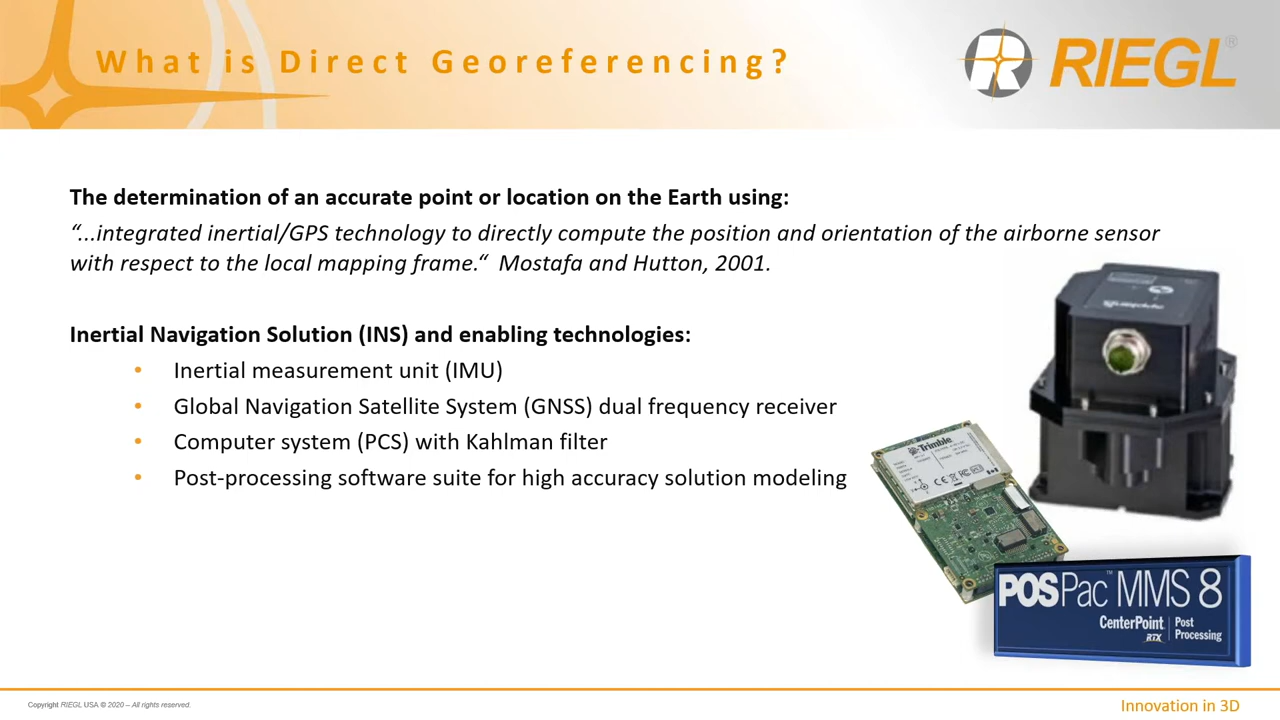 What is Direct Georeferencing?
RIEGL®
The determination of an accurate point or location on the Earth using:
“...integrated inertial/GPS technology to directly compute the position and orientation of the airborne sensor
with respect to the local mapping frame.“ Mostafa and Hutton, 2001.
Inertial Navigation Solution (INS) and enabling technologies:
• Inertial measurement unit (IMU)
• Global Navigation Satellite System (GNSS) dual frequency receiver
• Computer system (PCS) with Kahlman filter
• Post-processing software suite for high accuracy solution modeling
Trimble
POSPac™ MMS 8
CenterPoint
RTX
Post
Processing
Copyright RIEGL USA © 2020 – All rights reserved.
Innovation in 3D